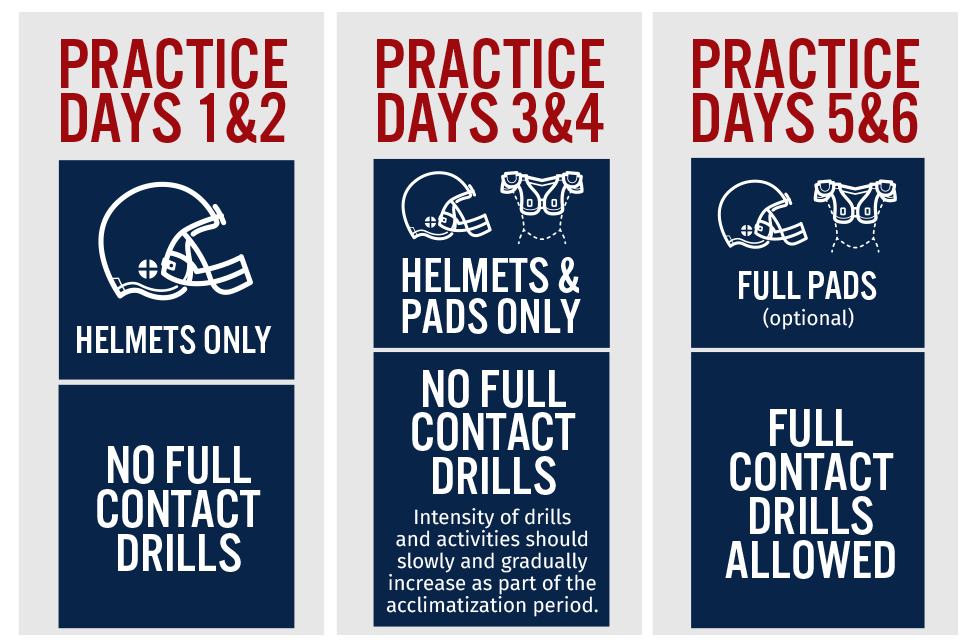 PRACTICE
DAYS 1&2
HELMETS ONLY
NO FULL
CONTACT
DRILLS
PRACTICE
DAYS 3&4
HELMETS &
PADS ONLY
NO FULL
CONTACT
DRILLS
Intensity of drills
and activities should
slowly and gradually
increase as part of the
acclimatization period.
PRACTICE
DAYS 5&6
FULL PADS
(optional)
FULL
CONTACT
DRILLS
ALLOWED